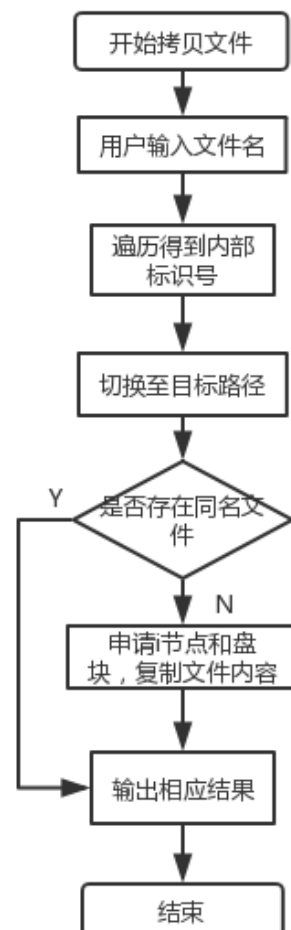 开始拷贝文件
用户输入文件名
遍历得到内部
标识号
切换至目标路径
Y
是否存在同名文
件
N
申请i节点和盘
块，复制文件内容
输出相应结果
结束